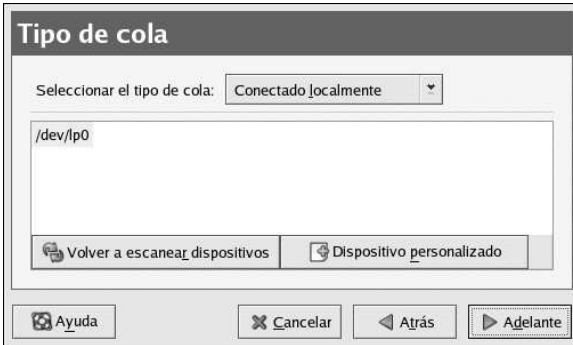 Tipo de cola
Seleccionar el tipo de cola: Conectado localmente
/dev/lp0
Volver a escanear dispositivos Dispositivo personalizado
Ayuda Cancelar Atrás Adelante